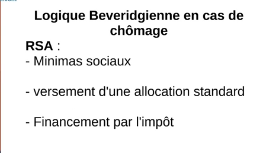 Logique Beveridgienne en cas de
chômage
RSA :
- Minimas sociaux
- versement d'une allocation standard
- Financement par l'impôt